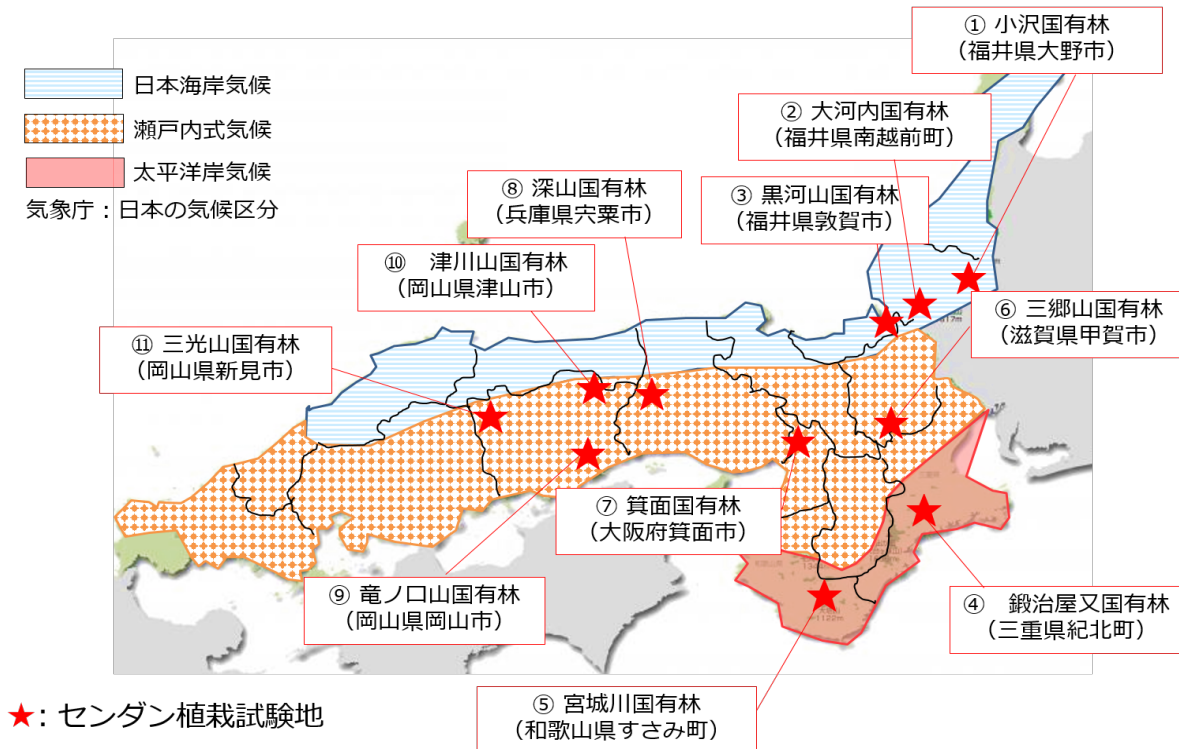 ① 小沢国有林
(福井県大野市)
日本海岸気候
② 大河内国有林
(福井県南越前町)
瀬戸内式気候
太平洋岸気候
⑧ 深山国有林
(兵庫県宍粟市)
③ 黒河山国有林
(福井県敦賀市)
気象庁:日本の気候区分
⑩ 津川山国有林
(岡山県津山市)
⑥ 三郷山国有林
(滋賀県甲賀市)
⑪ 三光山国有林
(岡山県新見市)
⑦ 箕面国有林
(大阪府箕面市)
⑨ 竜ノ口山国有林
(岡山県岡山市)
④ 鍛治屋又国有林
(三重県紀北町)
⑤ 宮城川国有林
(和歌山県すさみ町)
★:センダン植栽試験地